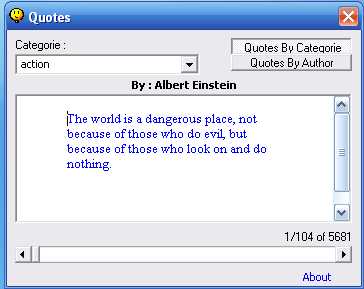 Quotes
Categorie :
action
Quotes By Categorie
Quotes By Author
By : Albert Einstein
The world is a dangerous place, not
because of those who do evil, but
because of those who look on and do
nothing.
1/104 of 5681
About